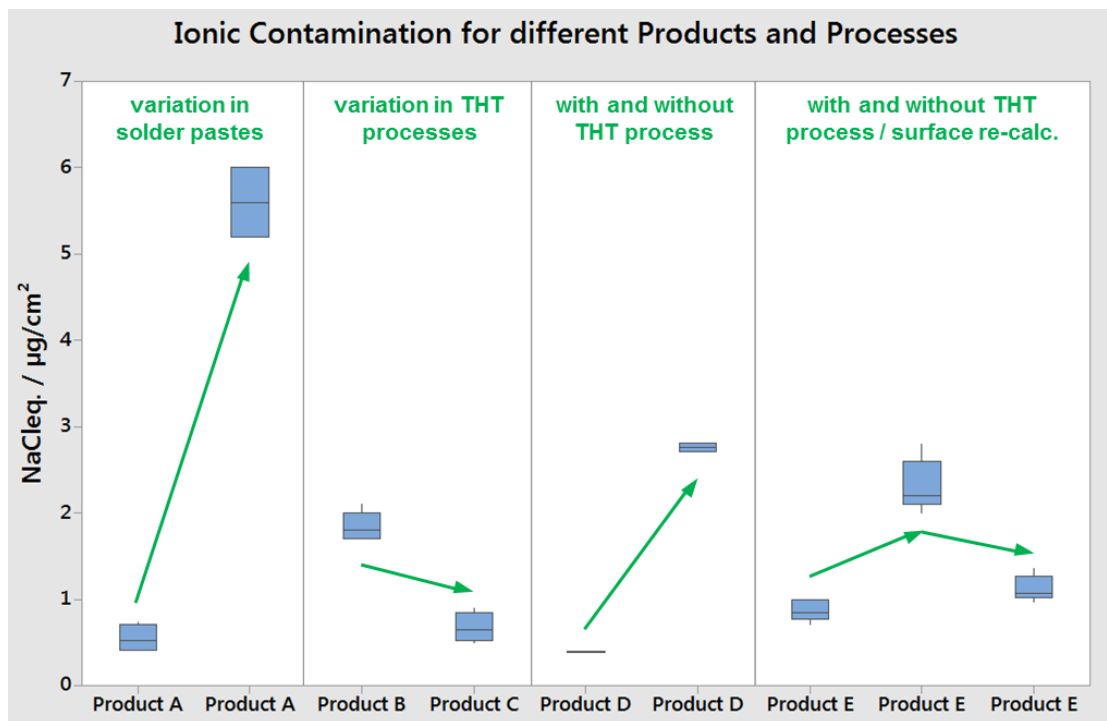 Ionic Contamination for different Products and Processes
NaCleq. / µg/cm²
7
6
5
4
3
2
1
0
variation in
solder pastes
variation in THT
processes
with and without
THT process
with and without THT
process / surface re-calc.
Product A
Product A
Product B
Product C
Product D
Product D
Product E
Product E
Product E